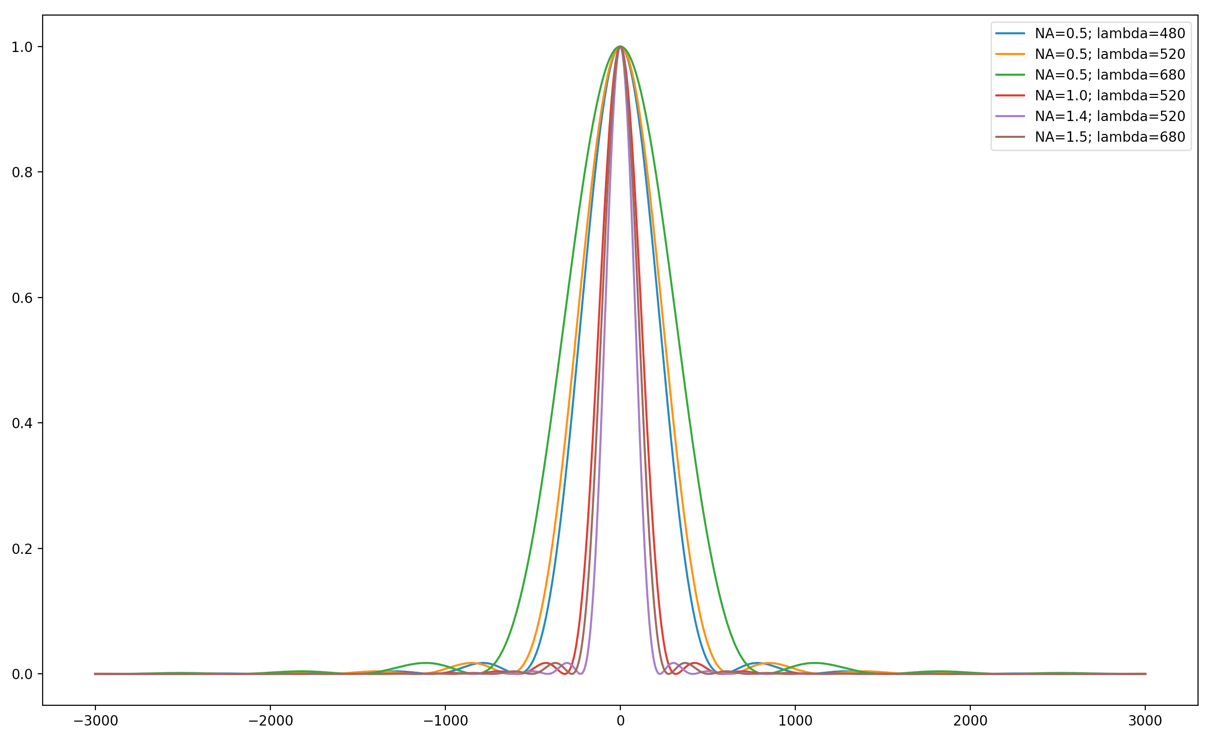 1.0
0.8
0.6
0.4
0.2
0.0
−3000
−2000
−1000
0
1000
2000
3000
NA=0.5; lambda=480
NA=0.5; lambda=520
NA=0.5; lambda=680
NA=1.0; lambda=520
NA=1.4; lambda=520
NA=1.5; lambda=680